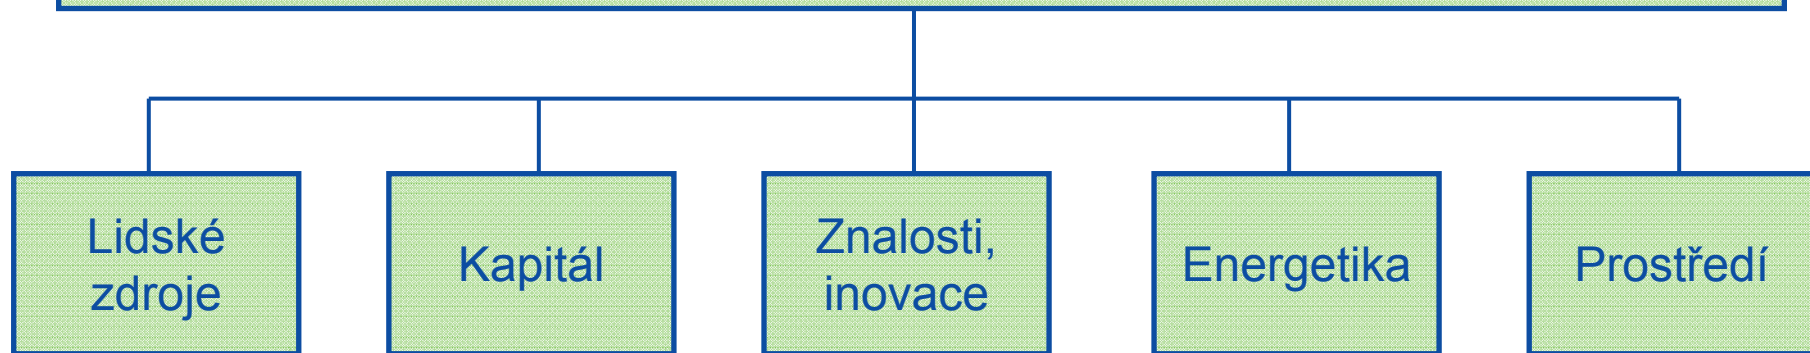 Lidské
zdroje
Kapitál
Znalosti,
inovace
Energetika
Prostředí